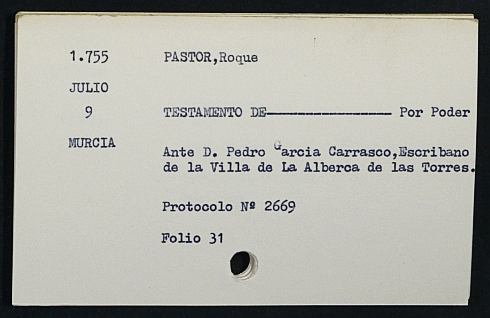 1.755 PASTOR,Roque
JULIO
9 TESTAMENTO DE---------------- Por Poder
MURCIA
Ante D. Pedro Garcia Carrasco,Escribano
de la Villa de La Alberca de las Torres.
Protocolo Nº 2669
Folio 31